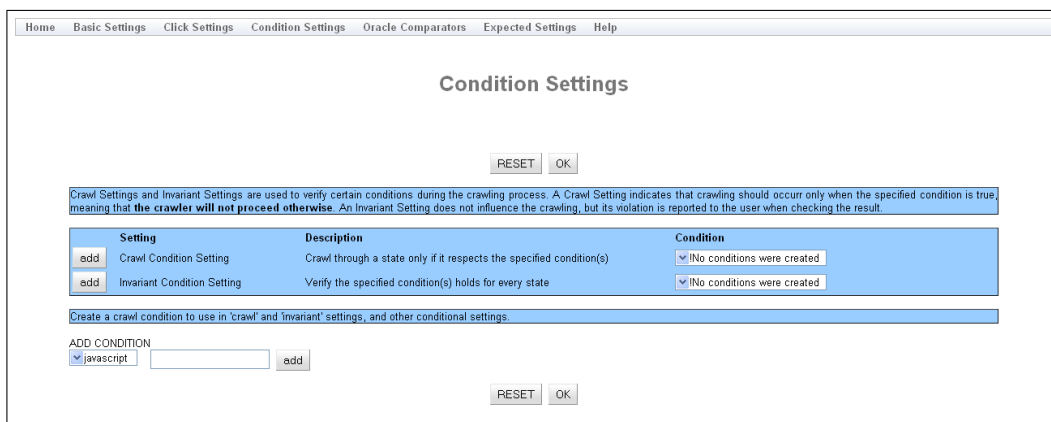 Home Basic Settings Click Settings Condition Settings Oracle Comparators Expected Settings Help
Condition Settings
RESET OK
Crawl Settings and Invariant Settings are used to verify certain conditions during the crawling process. A Crawl Setting indicates that crawling should occur only when the specified condition is true,
meaning that the crawler will not proceed otherwise. An Invariant Setting does not influence the crawling, but its violation is reported to the user when checking the result.
Setting Description Condition
add Crawl Condition Setting Crawl through a state only if it respects the specified condition(s) !No conditions were created
add Invariant Condition Setting Verify the specified condition(s) holds for every state !No conditions were created
Create a crawl condition to use in 'crawl' and 'invariant' settings, and other conditional settings.
ADD CONDITION
javascript add
RESET OK